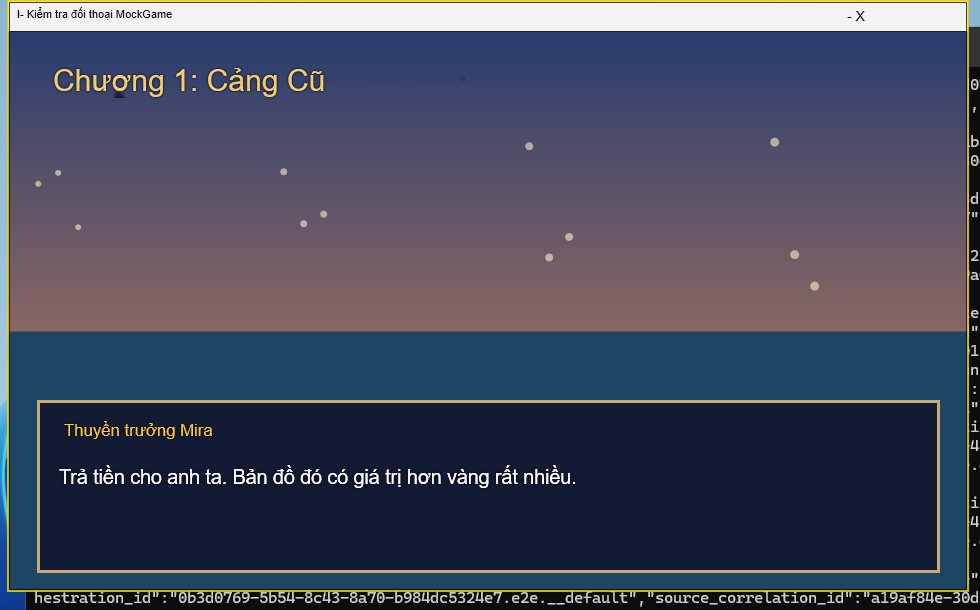 I- Kiểm tra đối thoại MockGame
- X
Chương 1: Cảng Cũ
Thuyền trưởng Mira
Trả tiền cho anh ta. Bản đồ đó có giá trị hơn vàng rất nhiều.
hestration_id":"0b3d0769-5b54-8c43-8a70-b984dc5324e7.e2e.__default","source_correlation_id":"a19af84e-30d